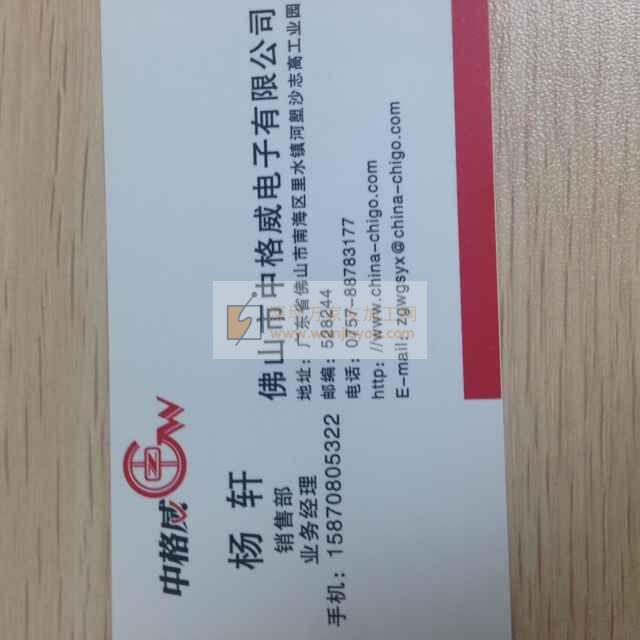 中格威
杨 轩
销售部
业务经理
手机：15870805322
佛山市中格威电子有限公司
地址：广东省佛山市南海区里水镇河塱沙志高工业园
邮编：528244
电话：0757-88783177
http://www.china-chigo.com
E-mail: zgwgsyx@china-chigo.com